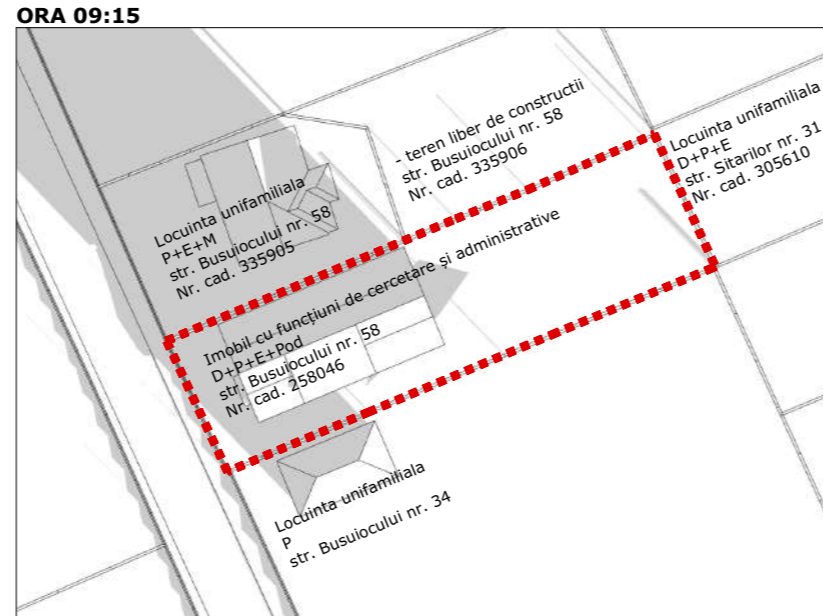 ORA 09:15
- teren liber de constructii
str. Busuiocului nr. 58
Nr. cad. 335906
Locuinta unifamiliala
D+P+E
str. Sitarilor nr. 31
Nr. cad. 305610
Locuinta unifamiliala
P+E+M
str. Busuiocului nr. 58
Nr. cad. 335905
Imobil cu funcțiuni de cercetare și administrative
D+P+E+Pod
str. Busuiocului nr. 58
Nr. cad. 258046
Locuinta unifamiliala
P
str. Busuiocului nr. 34